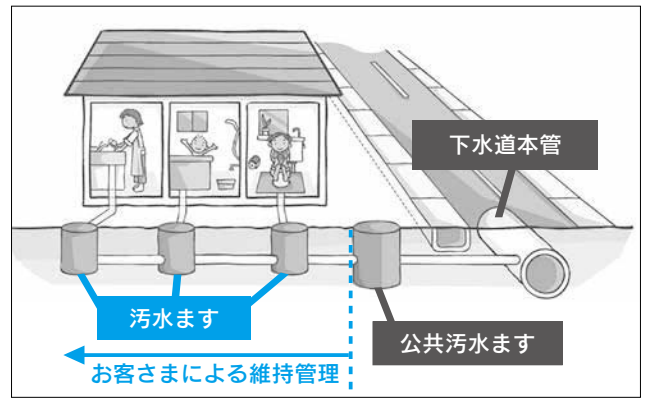 下水道本管
汚水ます
公共汚水ます
お客さまによる維持管理